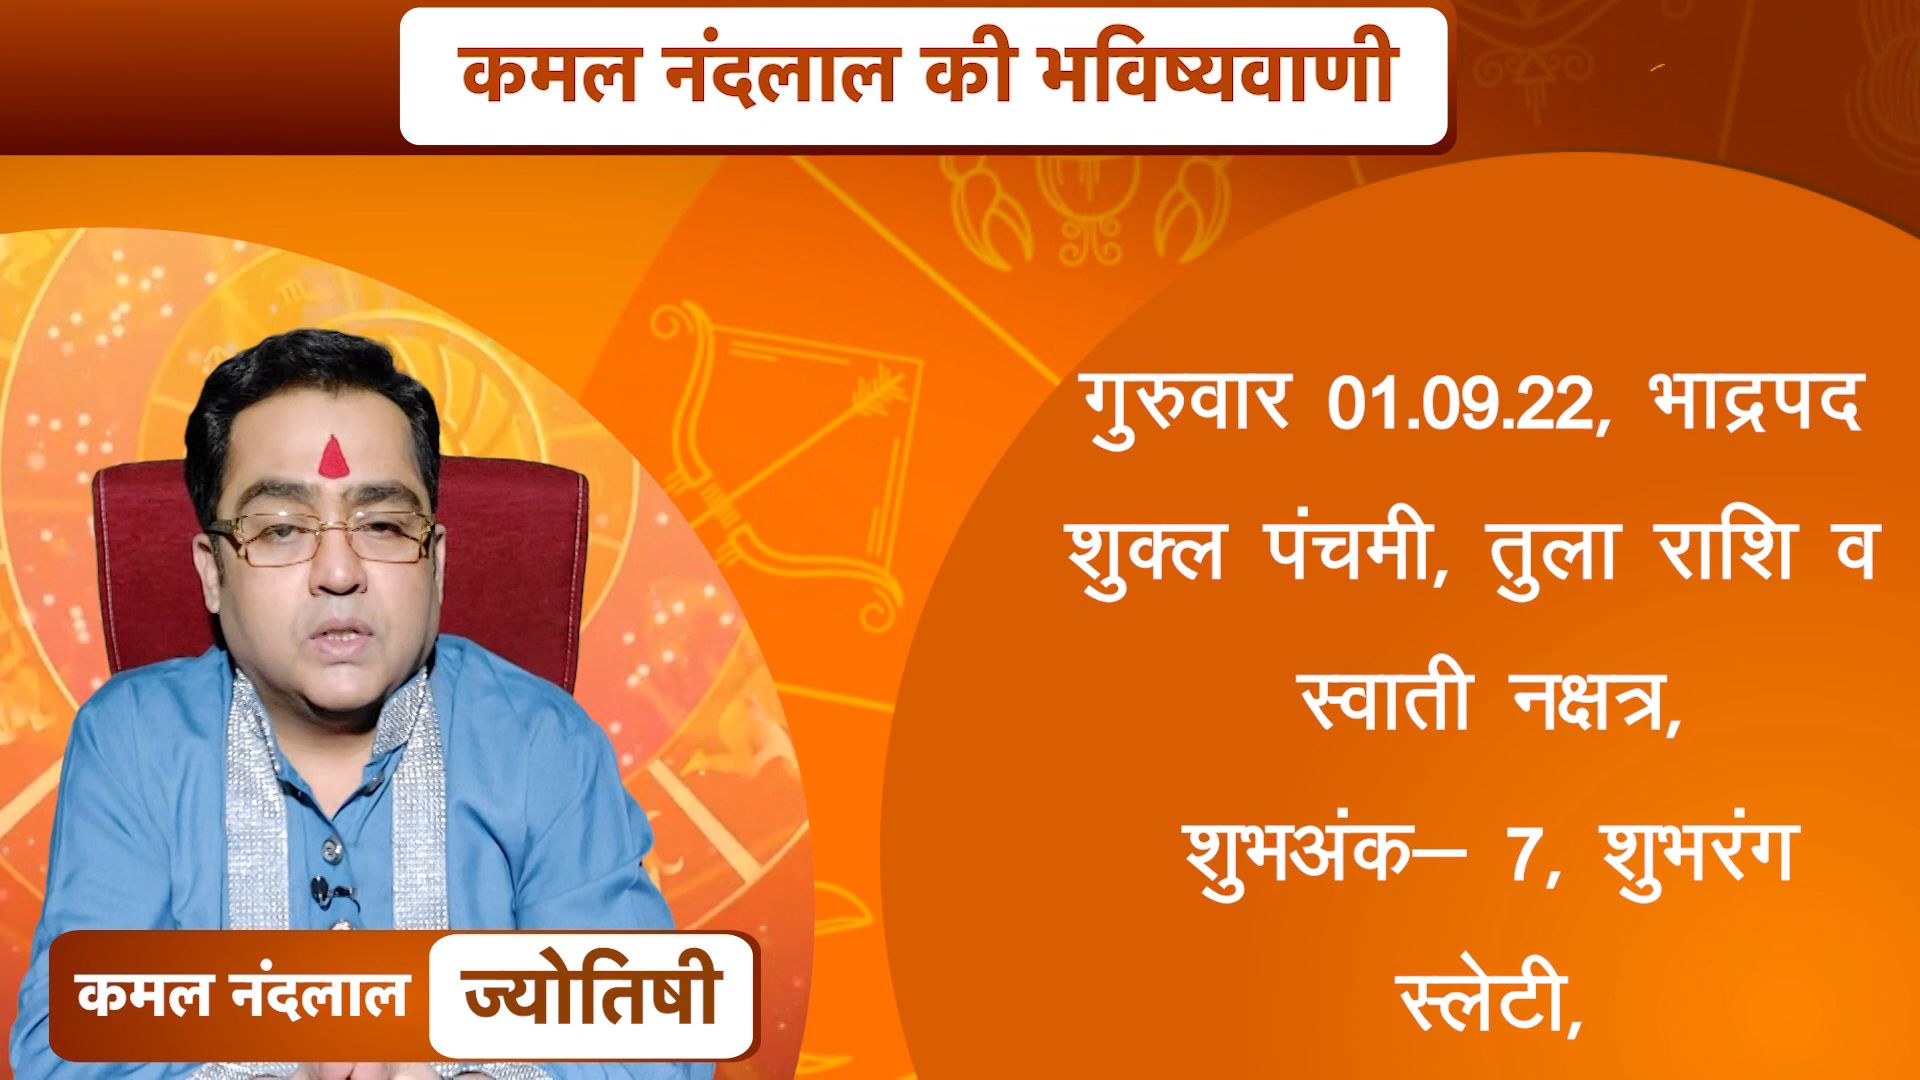 कमल नंदलाल की भविष्यवाणी
गुरुवार 01.09.22, भाद्रपद
शुक्ल पंचमी, तुला राशि व
स्वाती नक्षत्र,
शुभअंक– 7, शुभरंग
स्लेटी,
कमल नंदलाल ज्योतिषी